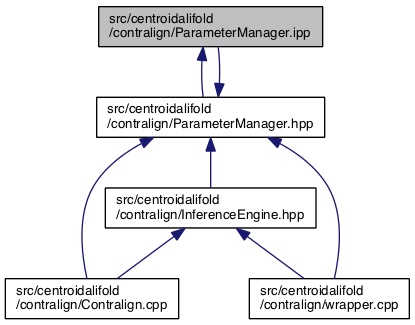 src/centroidalifold
/contralign/ParameterManager.ipp
src/centroidalifold
/contralign/ParameterManager.hpp
src/centroidalifold
/contralign/InferenceEngine.hpp
src/centroidalifold
/contralign/Contralign.cpp
src/centroidalifold
/contralign/wrapper.cpp